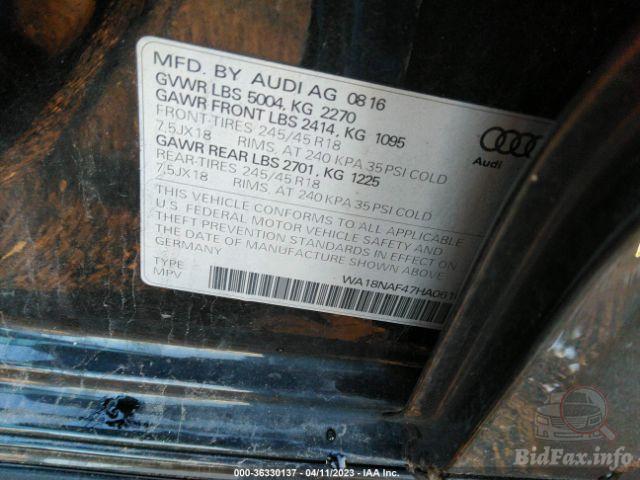 MFD. BY AUDI AG 08 16
GVWR LBS 5004, KG 2270
GAWR FRONT LBS 2414, KG 1095
FRONT-TIRES 245/45 R18
7,5JX18 RIMS, AT 240 KPA 35 PSI COLD
GAWR REAR LBS 2701, KG 1225
REAR-TIRES 245/45 R18
7,5JX18 RIMS, AT 240 KPA 35 PSI COLD
THIS VEHICLE CONFORMS TO ALL APPLICABLE
U.S. FEDERAL MOTOR VEHICLE SAFETY AND
THEFT PREVENTION STANDARDS IN EFFECT ON
THE DATE OF MANUFACTURE SHOWN ABOVE
GERMANY
TYPE
MPV
WA18NAF47HA061
Audi
BidFax.info
000-36330137 - 04/11/2023 - IAA Inc.